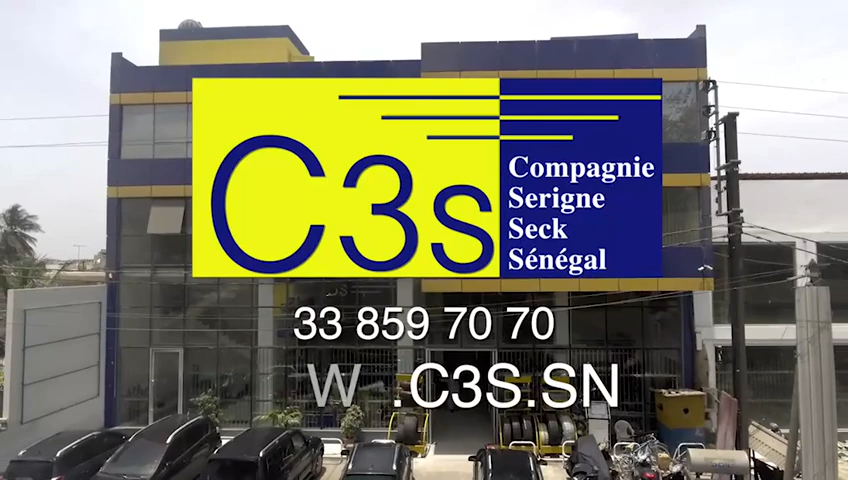 C3s
Compagnie
Serigne
Seck
Sénégal
33 859 70 70
W .C3S.SN